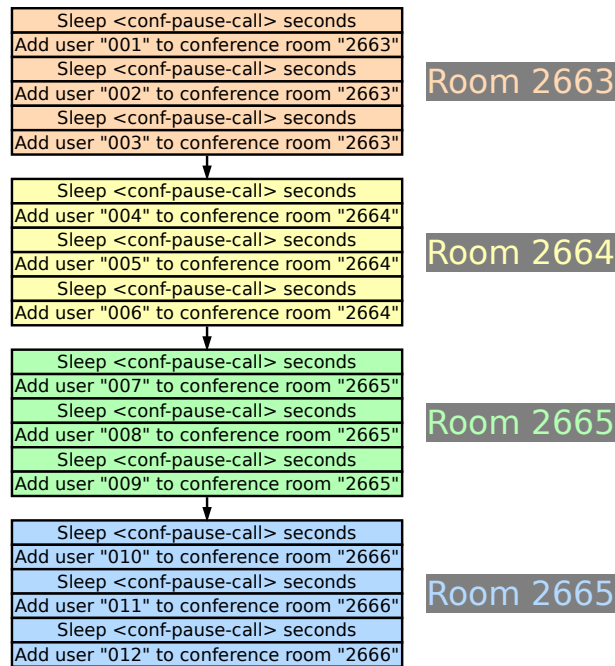 Sleep <conf-pause-call> seconds
Add user "001" to conference room "2663"
Sleep <conf-pause-call> seconds
Add user "002" to conference room "2663"
Sleep <conf-pause-call> seconds
Add user "003" to conference room "2663"
Room 2663
Sleep <conf-pause-call> seconds
Add user "004" to conference room "2664"
Sleep <conf-pause-call> seconds
Add user "005" to conference room "2664"
Sleep <conf-pause-call> seconds
Add user "006" to conference room "2664"
Room 2664
Sleep <conf-pause-call> seconds
Add user "007" to conference room "2665"
Sleep <conf-pause-call> seconds
Add user "008" to conference room "2665"
Sleep <conf-pause-call> seconds
Add user "009" to conference room "2665"
Room 2665
Sleep <conf-pause-call> seconds
Add user "010" to conference room "2666"
Sleep <conf-pause-call> seconds
Add user "011" to conference room "2666"
Sleep <conf-pause-call> seconds
Add user "012" to conference room "2666"
Room 2665